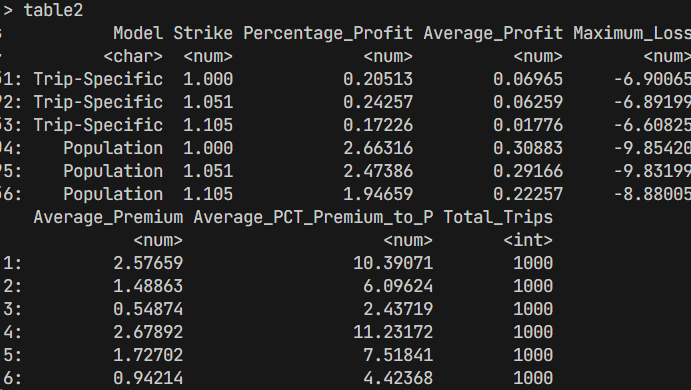 > table2
s Model Strike Percentage_Profit Average_Profit Maximum_Loss
<char> <num> <num> <num> <num>
1: Trip-Specific 1.000 0.20513 0.06965 -6.90065
2: Trip-Specific 1.051 0.24257 0.06259 -6.89199
3: Trip-Specific 1.105 0.17226 0.01776 -6.60825
4: Population 1.000 2.66316 0.30883 -9.85420
5: Population 1.051 2.47386 0.29166 -9.83199
6: Population 1.105 1.94659 0.22257 -8.88005
Average_Premium Average_PCT_Premium_to_P Total_Trips
<num> <num> <int>
1: 2.57659 10.39071 1000
2: 1.48863 6.09624 1000
3: 0.54874 2.43719 1000
4: 2.67892 11.23172 1000
5: 1.72702 7.51841 1000
6: 0.94214 4.42368 1000